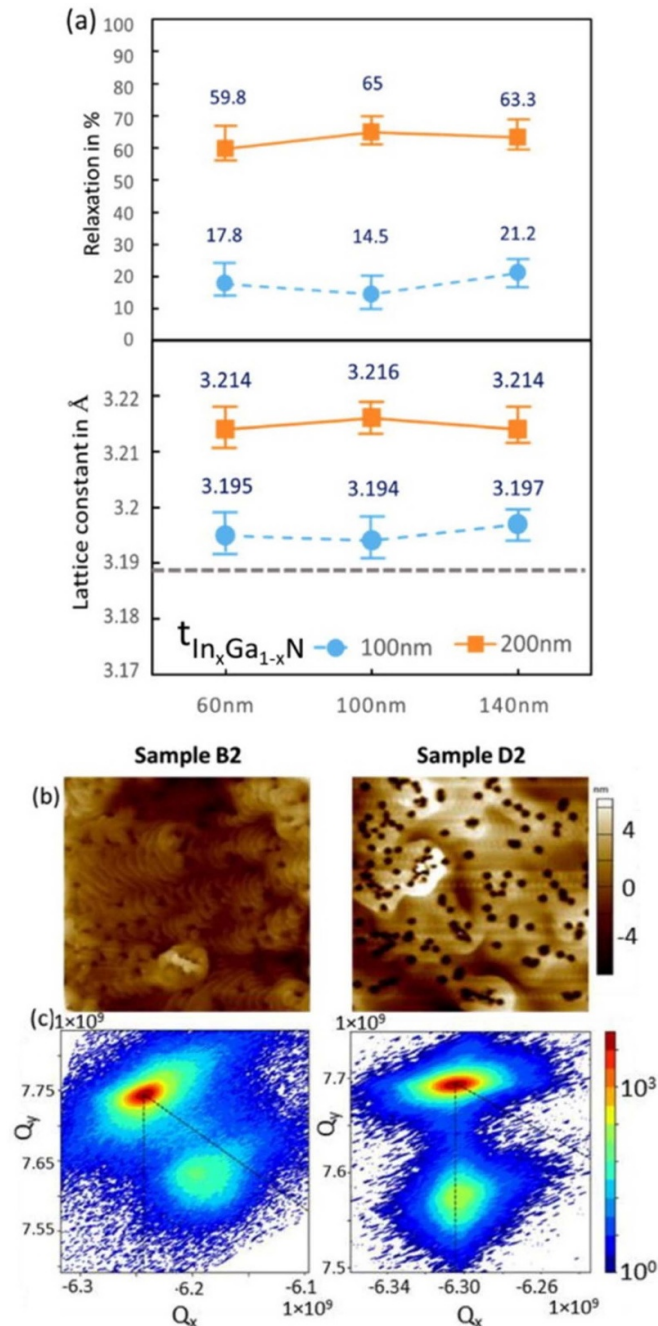 (a)
Relaxation in %
100
90
80
70
60
50
40
30
20
10
0
59.8
65
63.3
17.8
14.5
21.2
Lattice constant in Å
3.22
3.21
3.2
3.19
3.18
3.17
3.214
3.216
3.214
3.195
3.194
3.197
tInxGa1-xN 100nm 200nm
60nm 100nm 140nm
Sample B2 Sample D2
(b)
nm
4
0
-4
(c)
1×10⁹
Qy
7.75
7.65
7.55
-6.3 -6.2 -6.1
Qx 1×10⁹
1×10⁹
Qy
7.7
7.6
7.5
-6.34 -6.30 -6.26
Qx 1×10⁹
10³
10⁰